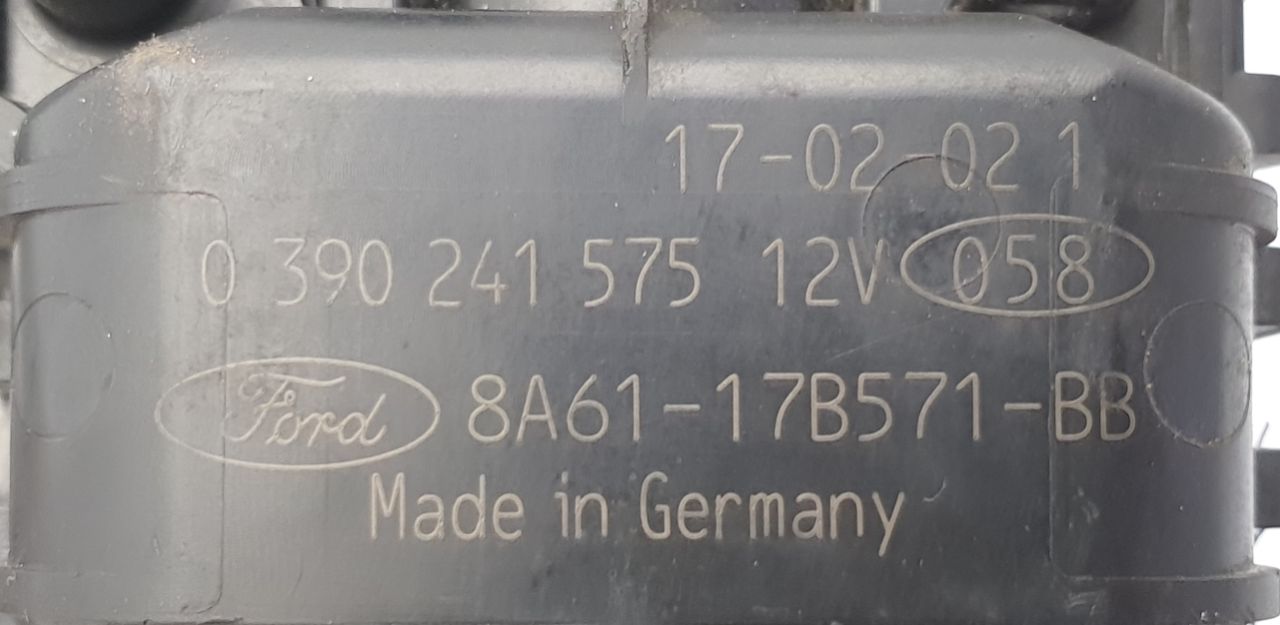 17-02-02 1
0 390 241 575 12V 058
Ford 8A61-17B571-BB
Made in Germany